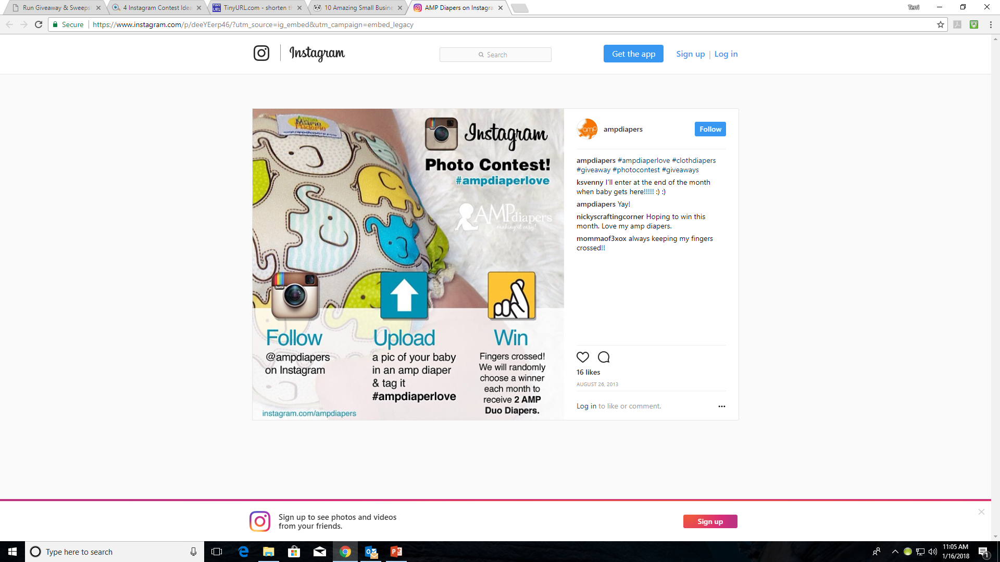 Run Giveaway & Sweeps
4 Instagram Contest Idea
TinyURL.com - shorten th
10 Amazing Small Busine
AMP Diapers on Instagra
Terri
Secure
https://www.instagram.com/p/deeYEerp46/?utm_source=ig_embed&utm_campaign=embed_legacy
Instagram
Search
Get the app
Sign up | Log in
Instagram
Photo Contest!
#ampdiaperlove
AMPdiapers
making it easy!
Follow
@ampdiapers
on Instagram
Upload
a pic of your baby
in an amp diaper
& tag it
#ampdiaperlove
Win
Fingers crossed!
We will randomly
choose a winner
each month to
receive 2 AMP
Duo Diapers.
instagram.com/ampdiapers
amp
ampdiapers
Follow
ampdiapers #ampdiaperlove #clothdiapers
#giveaway #photocontest #giveaways
ksvenny I'll enter at the end of the month
when baby gets here!!!!! :) :)
ampdiapers Yay!
nickyscraftingcorner Hoping to win this
month. Love my amp diapers.
mommaof3xox always keeping my fingers
crossed!!
16 likes
AUGUST 26, 2013
Log in to like or comment.
Sign up to see photos and videos
from your friends.
Sign up
Type here to search
11:05 AM
1/16/2018
1